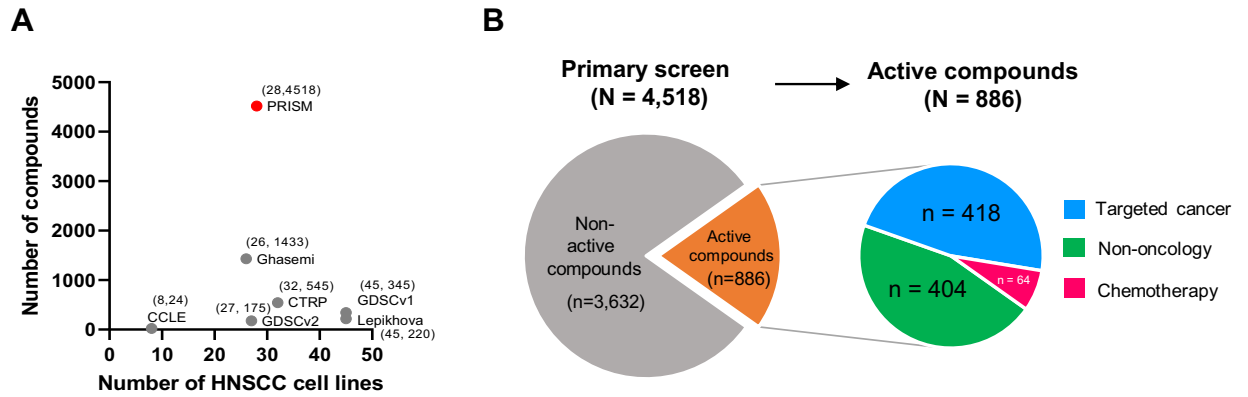 A
B
Number of compounds
5000
4000
3000
2000
1000
0
(28,4518)
PRISM
(26, 1433)
Ghasemi
(32, 545)
CTRP
(45, 345)
GDSCv1
(8,24)
CCLE
(27, 175)
GDSCv2
Lepikhova
(45, 220)
0 10 20 30 40 50
Number of HNSCC cell lines
Primary screen
(N = 4,518)
Active compounds
(N = 886)
Non-
active
compounds
(n=3,632)
Active
compounds
(n=886)
n = 418
n = 404
n = 64
Targeted cancer
Non-oncology
Chemotherapy